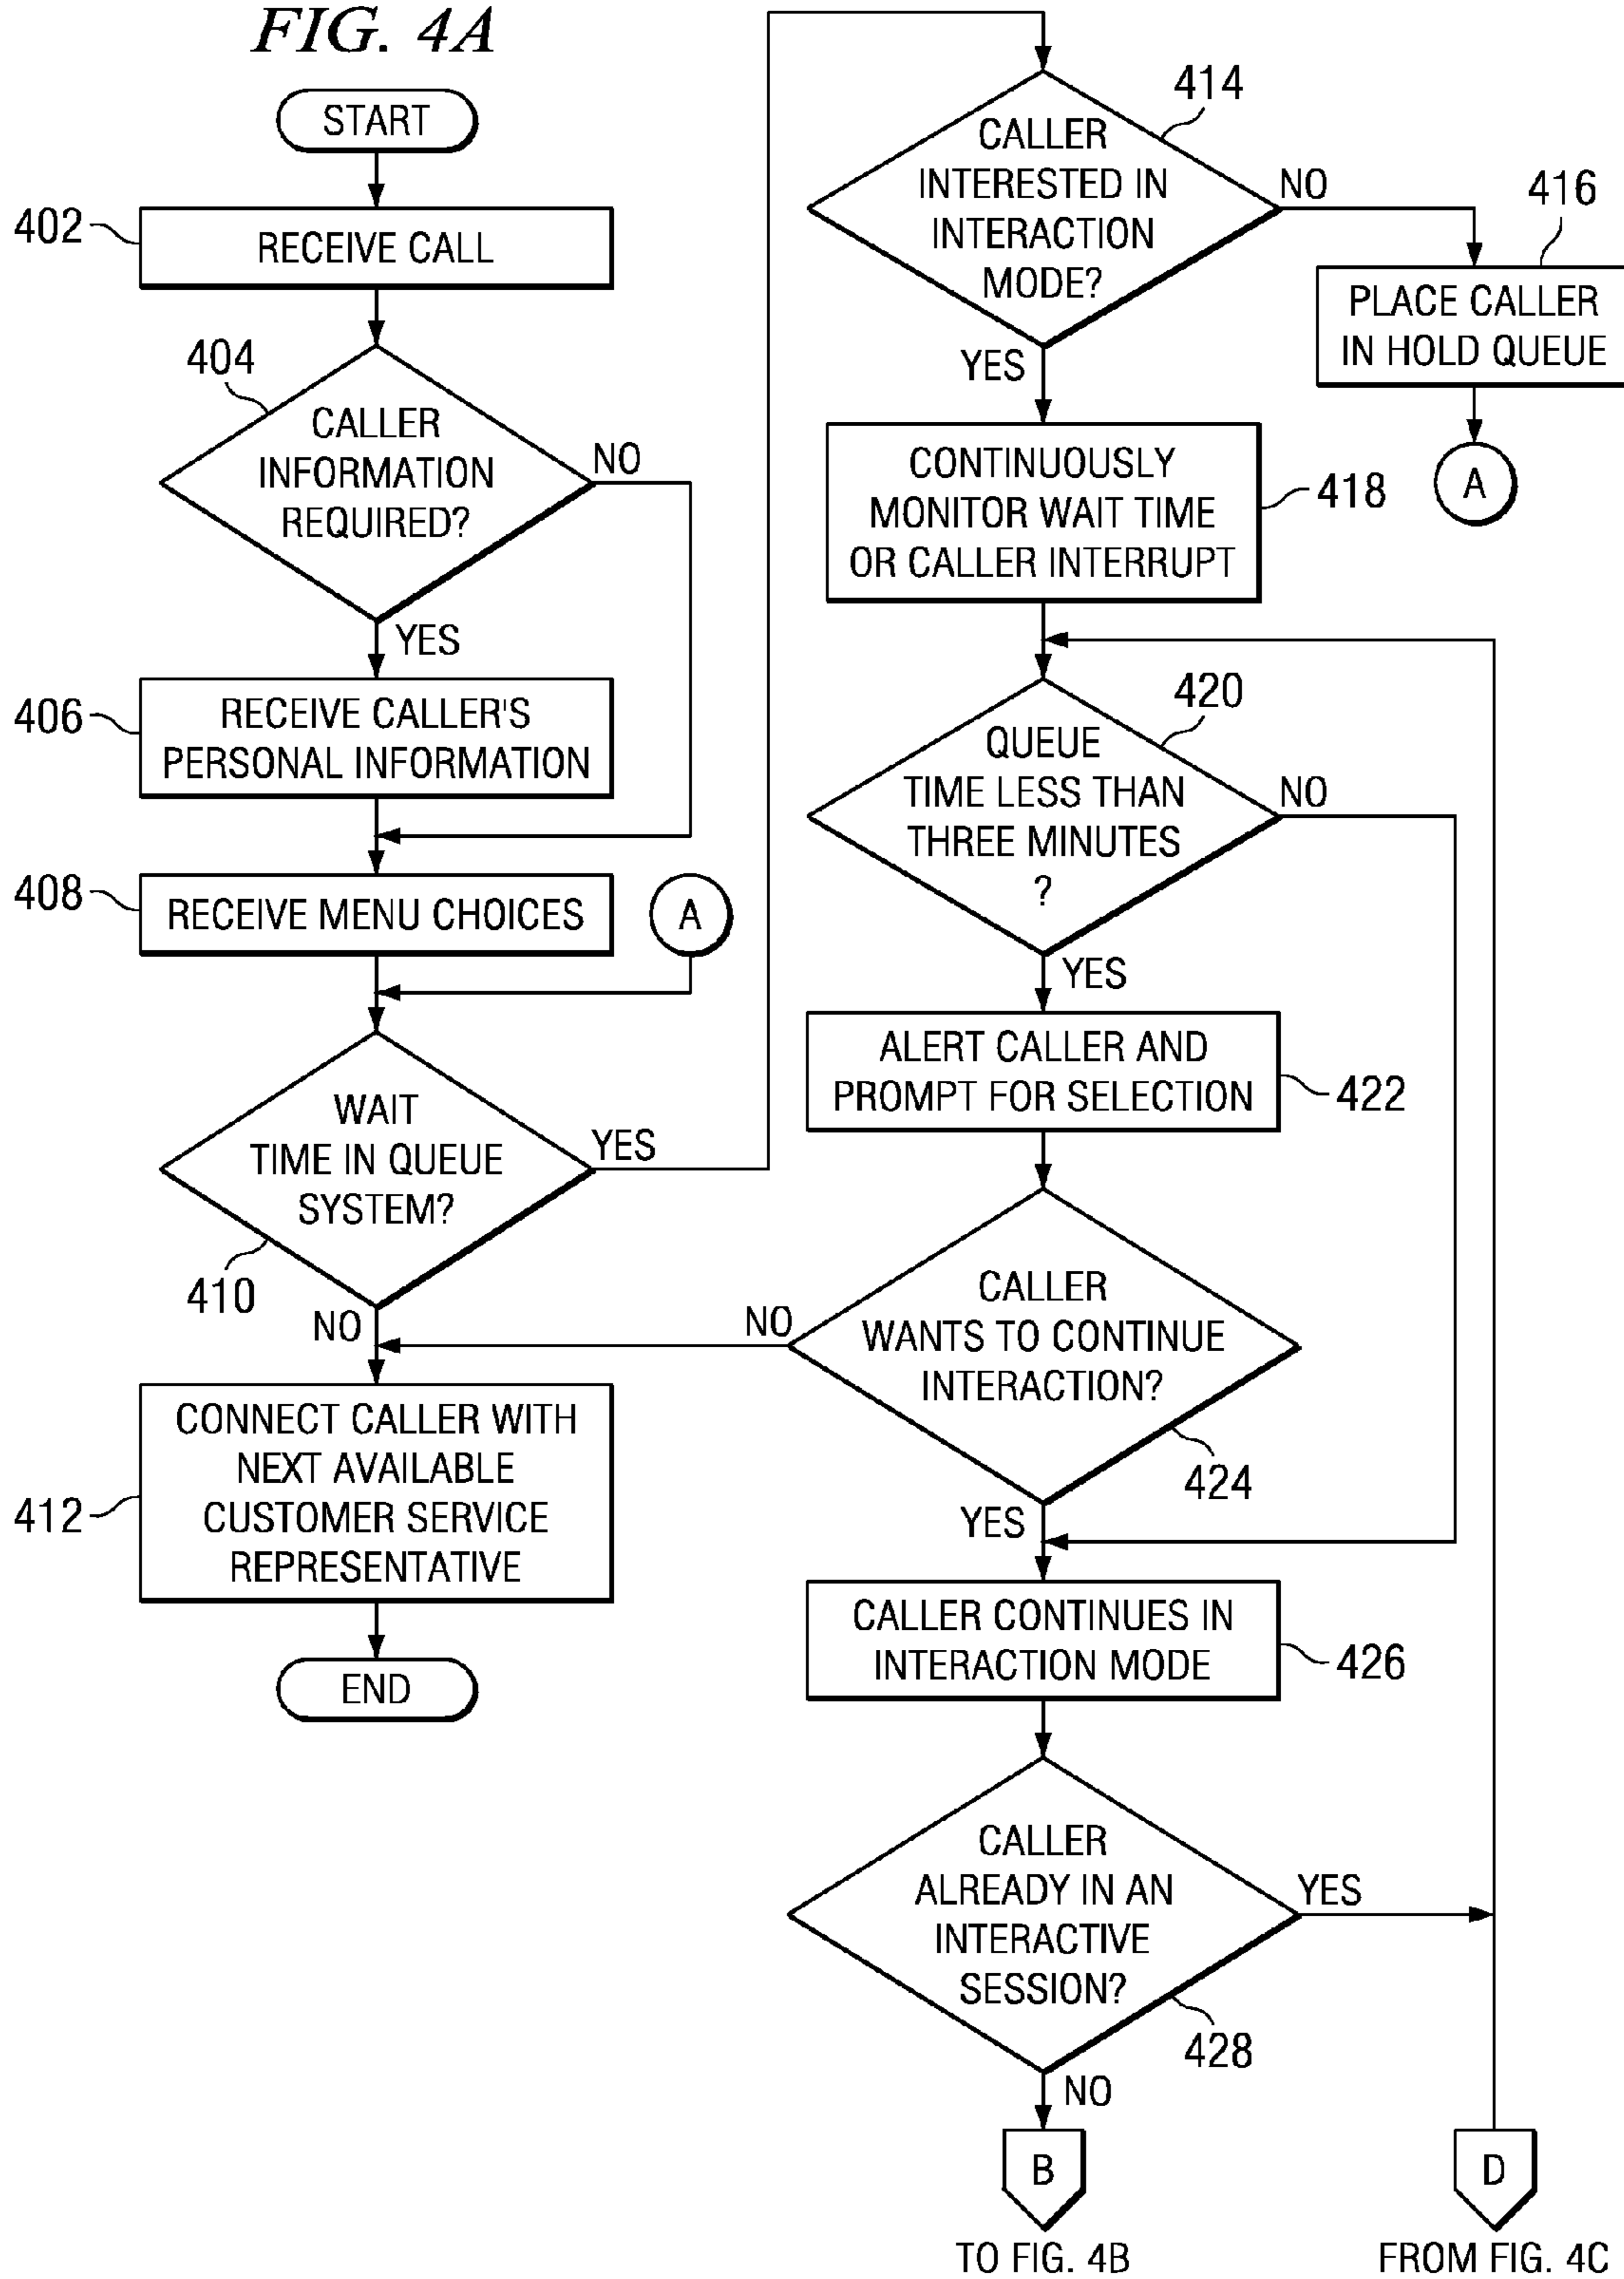 FIG. 4A
START
402
RECEIVE CALL
404
CALLER
INFORMATION
REQUIRED?
NO
YES
406
RECEIVE CALLER'S
PERSONAL INFORMATION
408
RECEIVE MENU CHOICES
A
WAIT
TIME IN QUEUE
SYSTEM?
YES
410
NO
412
CONNECT CALLER WITH
NEXT AVAILABLE
CUSTOMER SERVICE
REPRESENTATIVE
END
414
CALLER
INTERESTED IN
INTERACTION
MODE?
NO
416
PLACE CALLER
IN HOLD QUEUE
A
YES
CONTINUOUSLY
MONITOR WAIT TIME
OR CALLER INTERRUPT
418
420
QUEUE
TIME LESS THAN
THREE MINUTES
?
NO
YES
ALERT CALLER AND
PROMPT FOR SELECTION
422
CALLER
WANTS TO CONTINUE
INTERACTION?
NO
424
YES
CALLER CONTINUES IN
INTERACTION MODE
426
CALLER
ALREADY IN AN
INTERACTIVE
SESSION?
YES
428
NO
B
TO FIG. 4B
D
FROM FIG. 4C